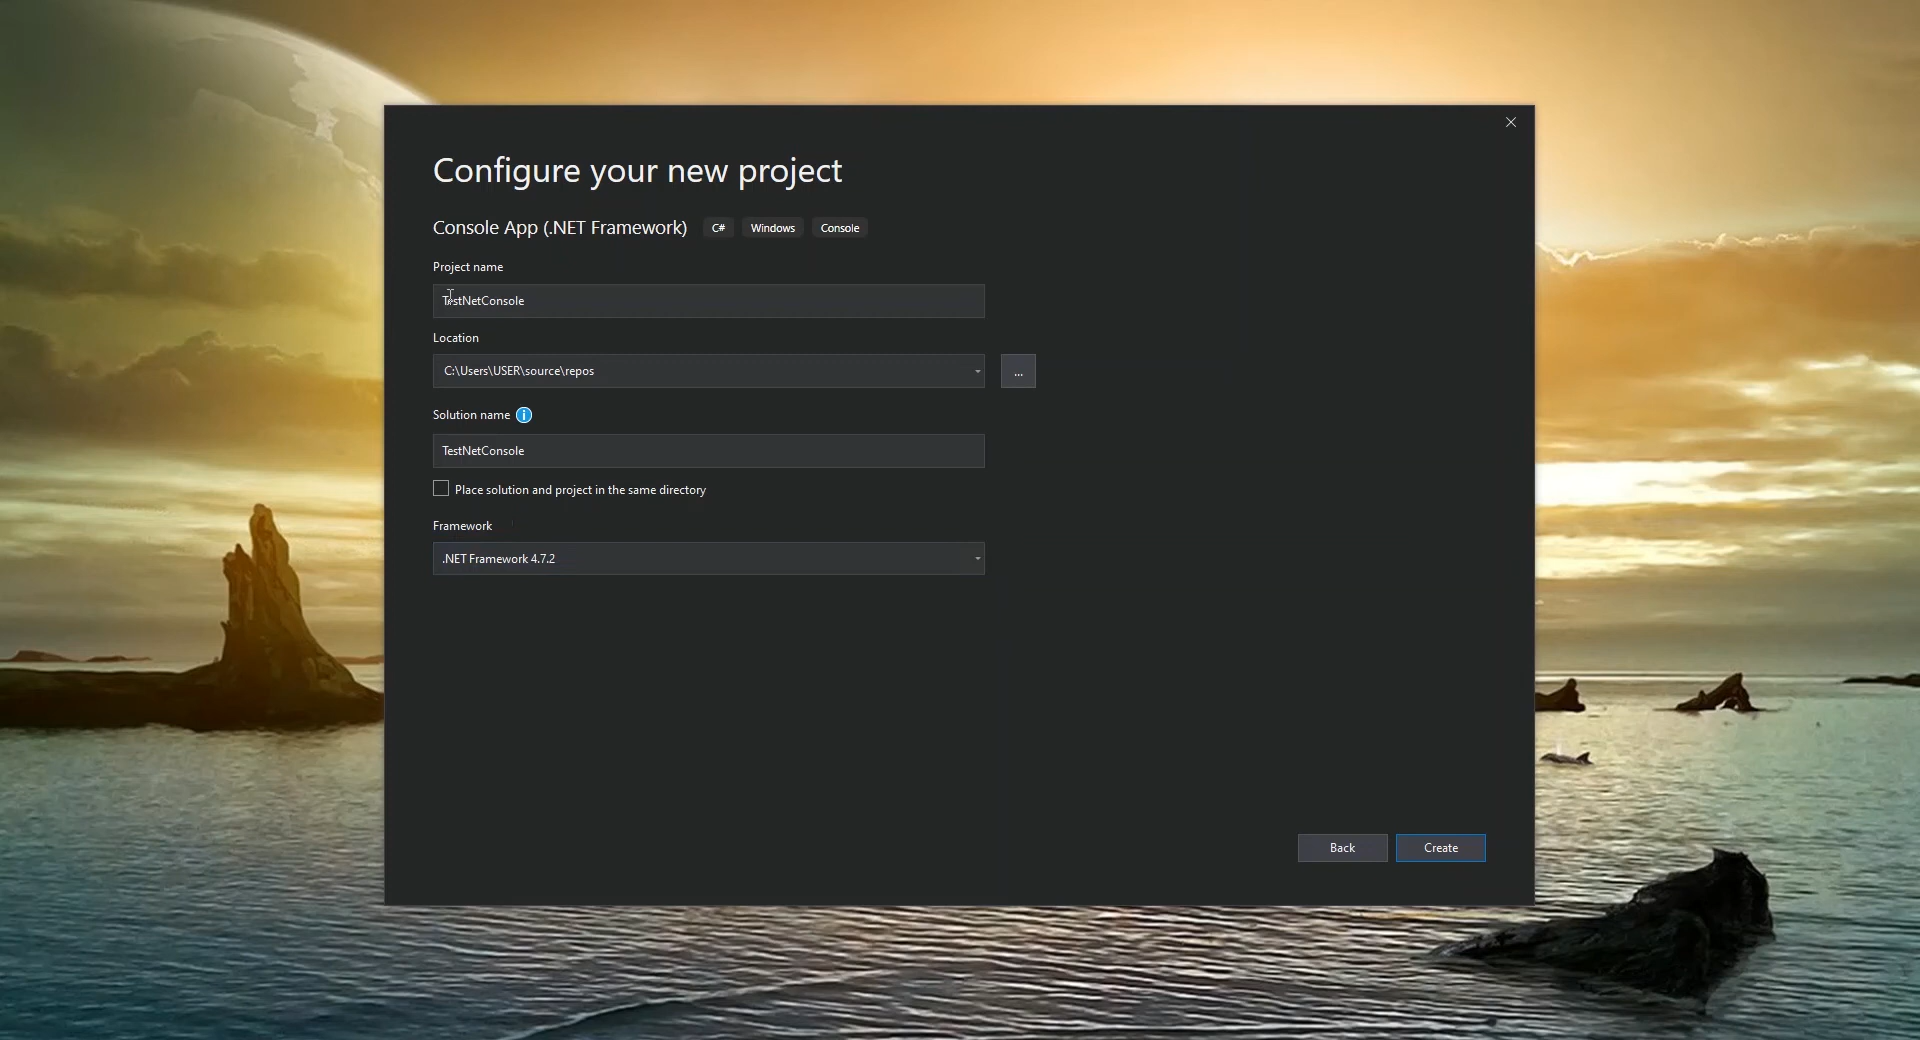 Configure your new project
Console App (.NET Framework) C# Windows Console
Project name
TestNetConsole
Location
C:\Users\USER\source\repos
...
Solution name
TestNetConsole
Place solution and project in the same directory
Framework
.NET Framework 4.7.2
Back Create